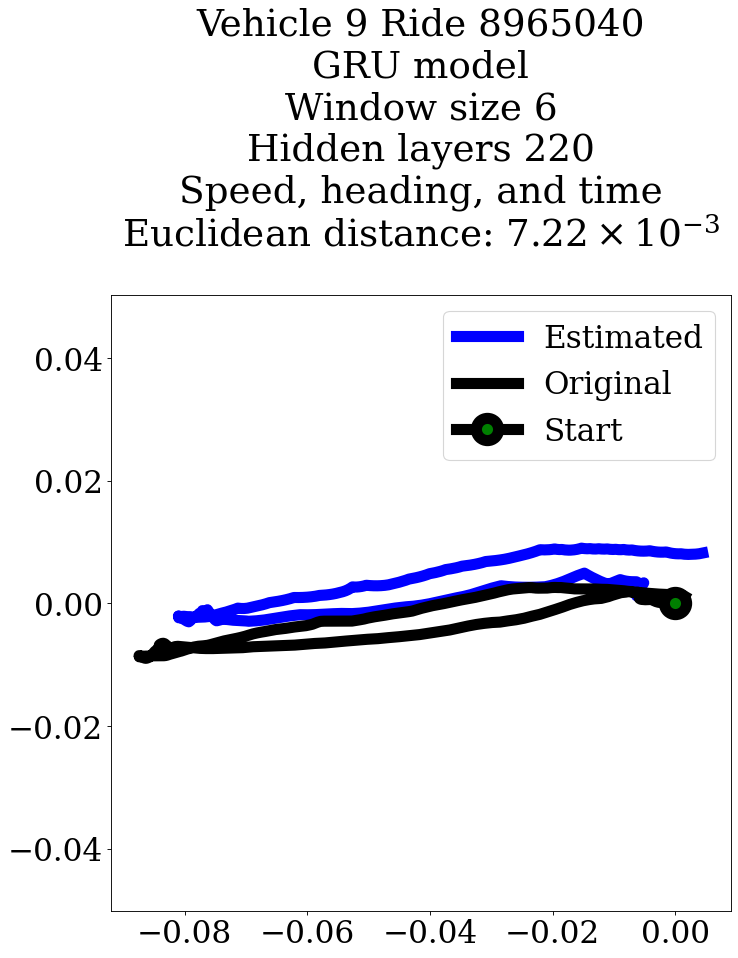 Vehicle 9 Ride 8965040
GRU model
Window size 6
Hidden layers 220
Speed, heading, and time
Euclidean distance: 7.22 × 10⁻³
Estimated
Original
Start
0.04
0.02
0.00
−0.02
−0.04
−0.08 −0.06 −0.04 −0.02 0.00